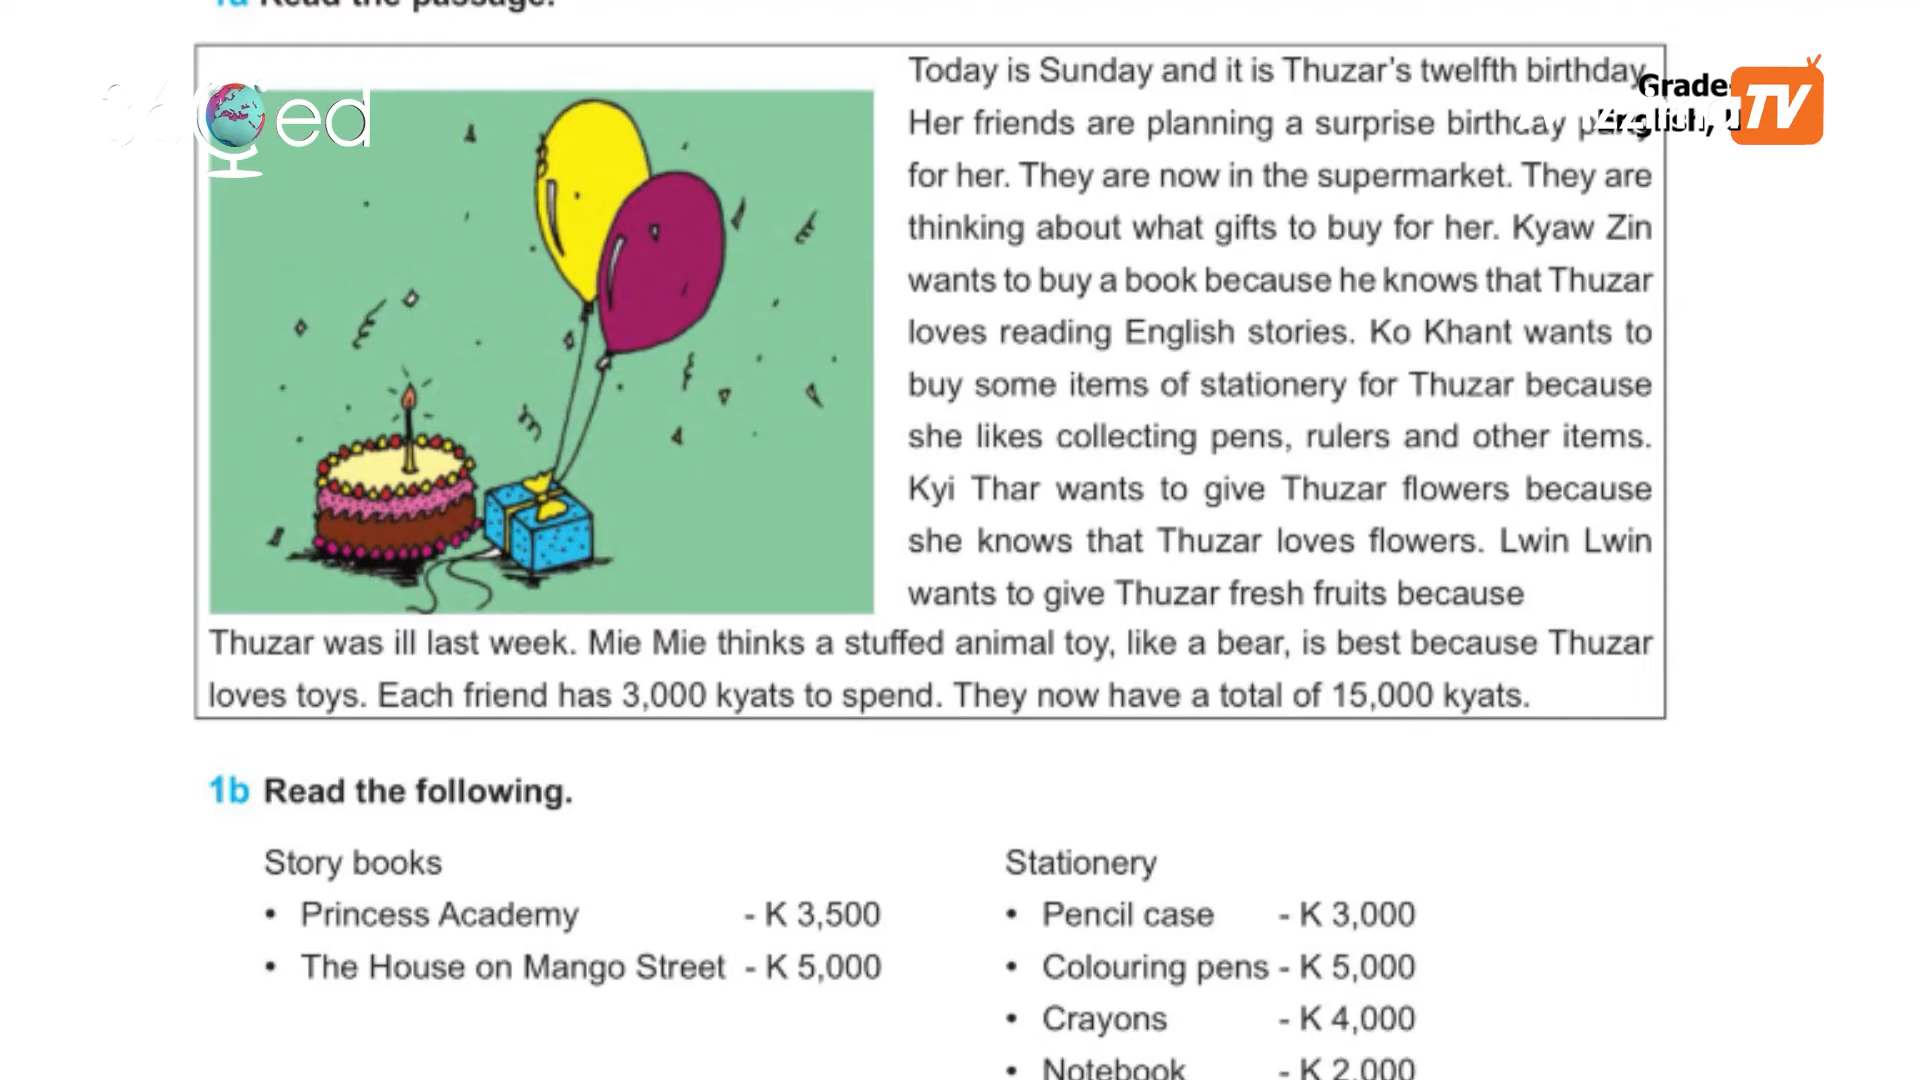 1a Read the passage.
Today is Sunday and it is Thuzar's twelfth birthday.
Her friends are planning a surprise birthday party
for her. They are now in the supermarket. They are
thinking about what gifts to buy for her. Kyaw Zin
wants to buy a book because he knows that Thuzar
loves reading English stories. Ko Khant wants to
buy some items of stationery for Thuzar because
she likes collecting pens, rulers and other items.
Kyi Thar wants to give Thuzar flowers because
she knows that Thuzar loves flowers. Lwin Lwin
wants to give Thuzar fresh fruits because
Thuzar was ill last week. Mie Mie thinks a stuffed animal toy, like a bear, is best because Thuzar
loves toys. Each friend has 3,000 kyats to spend. They now have a total of 15,000 kyats.
360ed
Grade
English,
TV
1b Read the following.
Story books
• Princess Academy - K 3,500
• The House on Mango Street - K 5,000
Stationery
• Pencil case - K 3,000
• Colouring pens - K 5,000
• Crayons - K 4,000
• Notebook - K 2,000